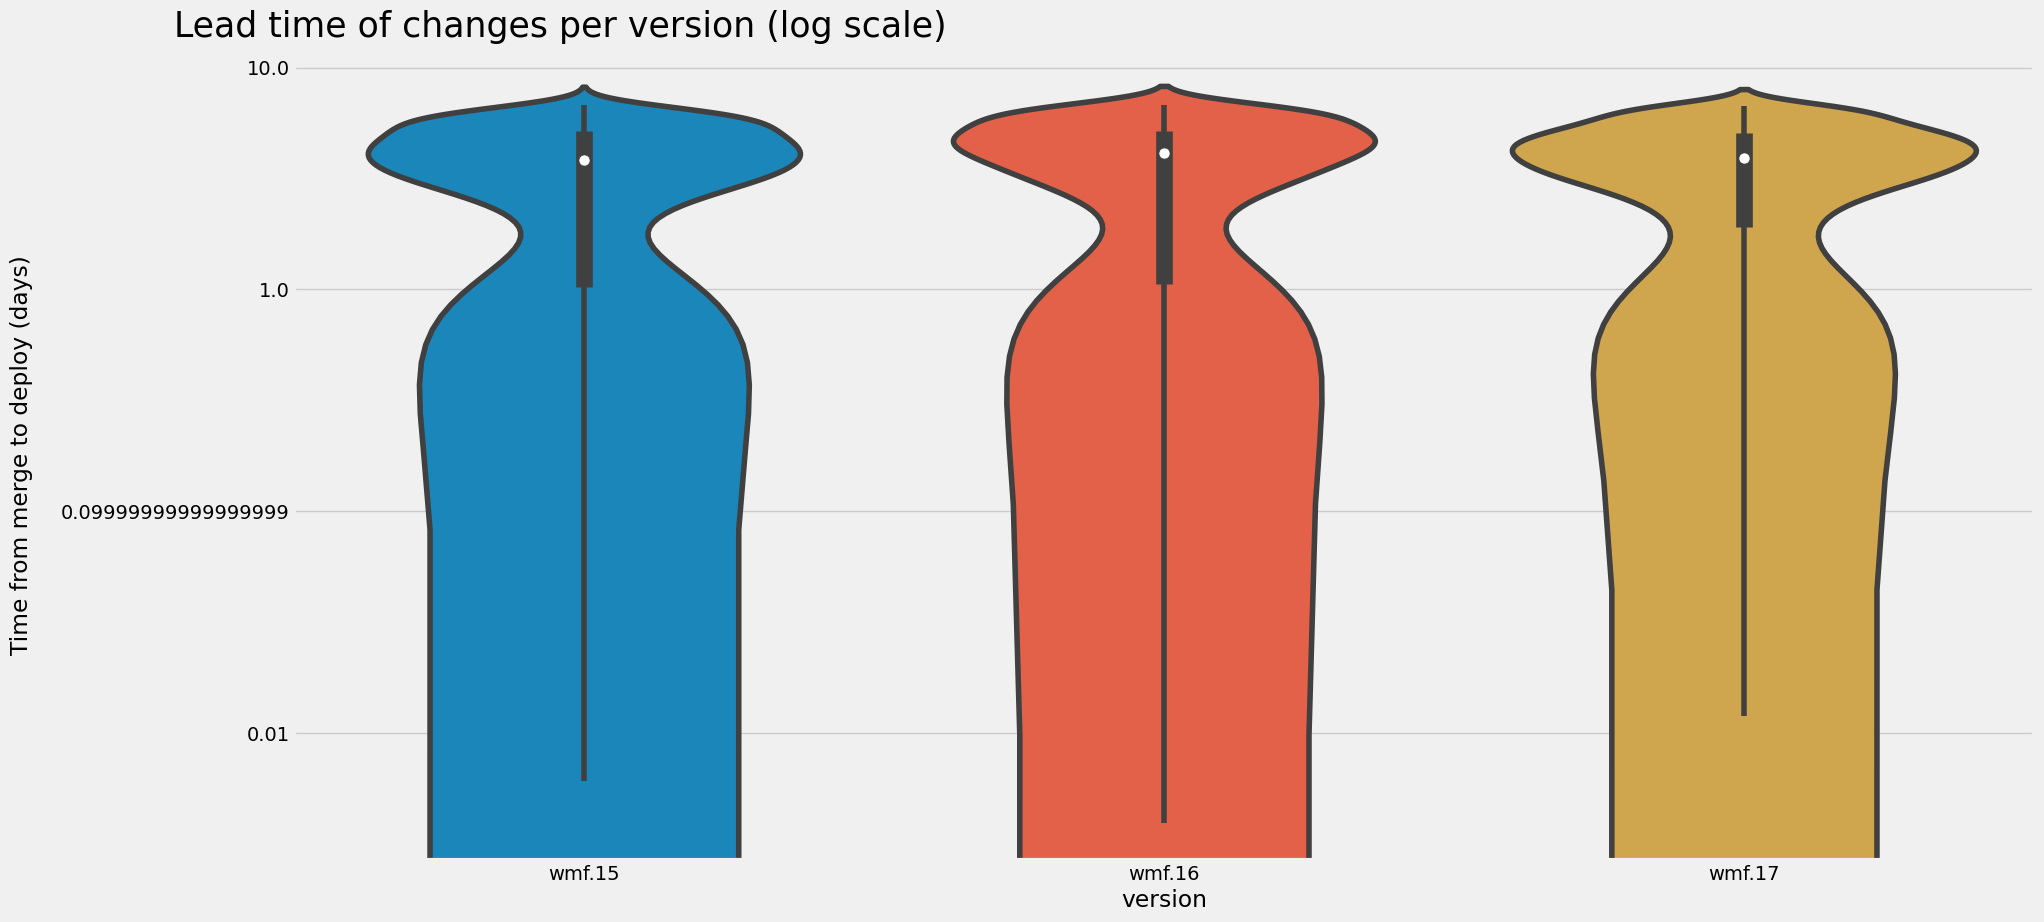 Lead time of changes per version (log scale)
10.0
1.0
0.09999999999999999
0.01
Time from merge to deploy (days)
wmf.15 wmf.16 wmf.17
version